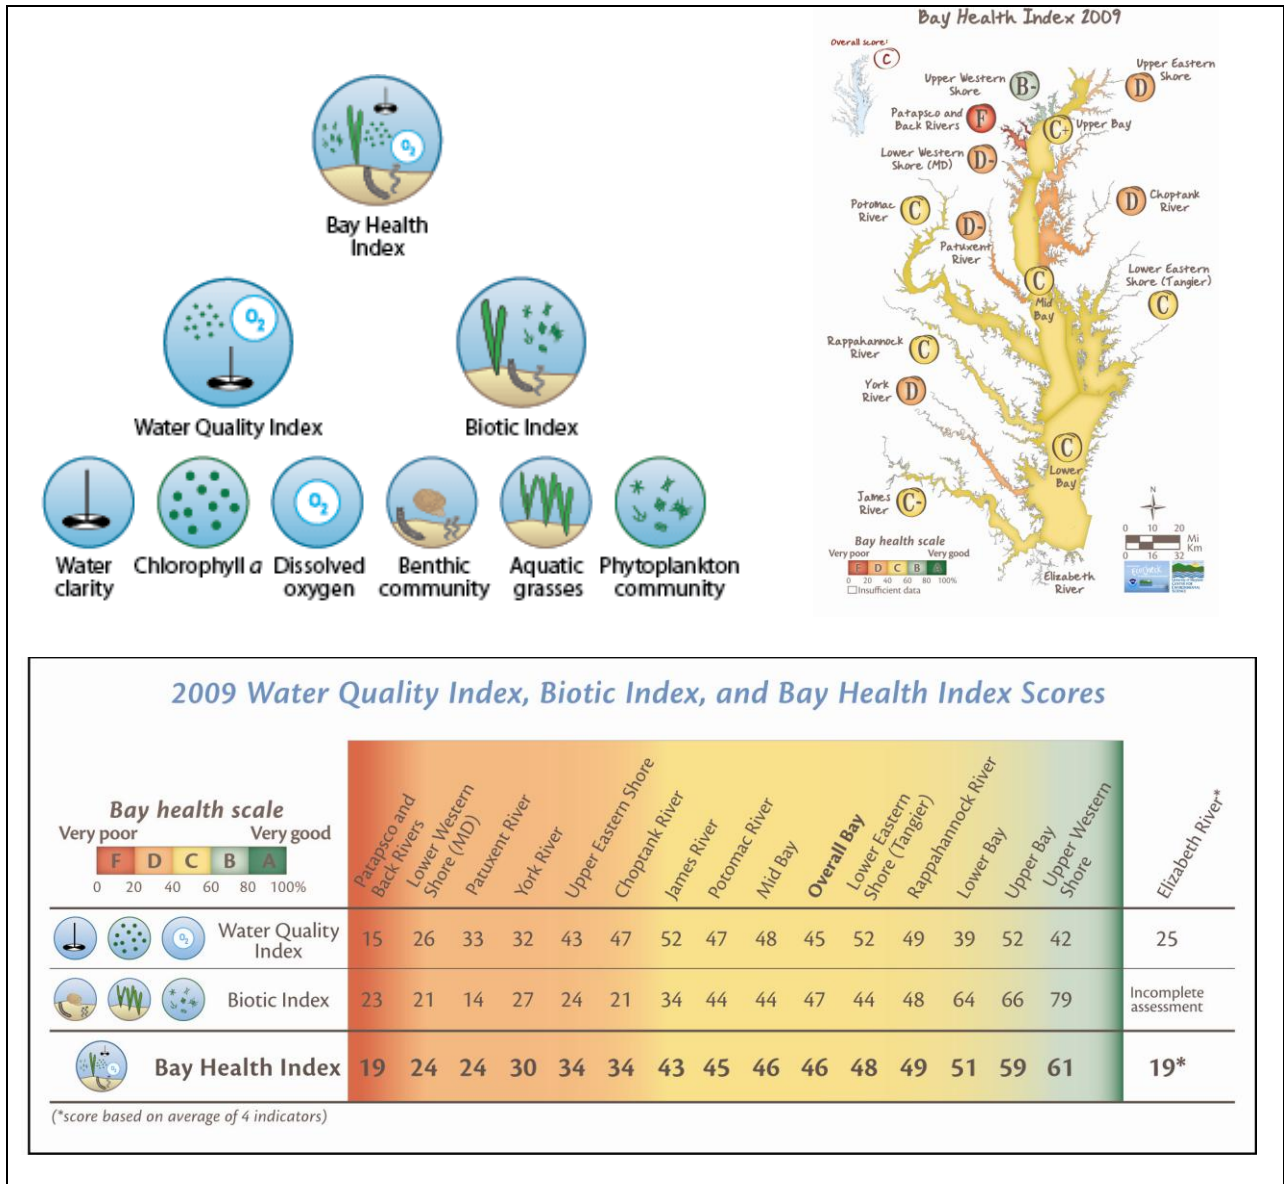 Bay Health
Index
Water Quality Index
Biotic Index
Water
clarity
Chlorophyll a
Dissolved
oxygen
Benthic
community
Aquatic
grasses
Phytoplankton
community
O₂
O₂
O₂
Bay Health Index 2009
Overall score:
C
Upper Western
Shore
B-
Upper Eastern
Shore
D
Patapsco and
Back Rivers
F
C+
Upper Bay
Lower Western
Shore (MD)
D-
Potomac
River
C
D-
Patuxent
River
D
Choptank
River
C
Mid
Bay
Lower Eastern
Shore (Tangier)
C
Rappahannock
River
C
York
River
D
C
Lower
Bay
James
River
C-
Elizabeth
River
N
0 10 20
Mi
Km
0 16 32
Bay health scale
Very poor Very good
F D C B A
0 20 40 60 80 100%
Insufficient data
2009 Water Quality Index, Biotic Index, and Bay Health Index Scores
Bay health scale
Very poor Very good
F D C B A
0 20 40 60 80 100%
Patapsco and
Back Rivers
Lower Western
Shore (MD)
Patuxent River
York River
Upper Eastern Shore
Choptank River
James River
Potomac River
Mid Bay
Overall Bay
Lower Eastern
Shore (Tangier)
Rappahannock River
Lower Bay
Upper Bay
Upper Western
Shore
Elizabeth River*
O₂
Water Quality
Index
15 26 33 32 43 47 52 47 48 45 52 49 39 52 42 25
Biotic Index
23 21 14 27 24 21 34 44 44 47 44 48 64 66 79
Incomplete
assessment
Bay Health Index 19 24 24 30 34 34 43 45 46 46 48 49 51 59 61 19*
(*score based on average of 4 indicators)